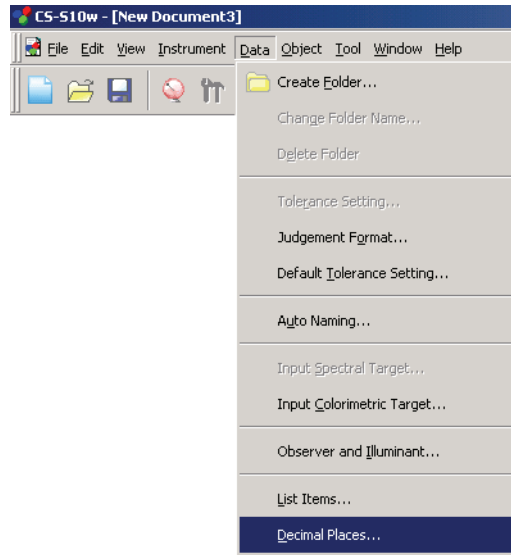 CS-S10w - [New Document3]
File Edit View Instrument Data Object Tool Window Help
Create Folder...
Change Folder Name...
Delete Folder
Tolerance Setting...
Judgement Format...
Default Tolerance Setting...
Auto Naming...
Input Spectral Target...
Input Colorimetric Target...
Observer and Illuminant...
List Items...
Decimal Places...